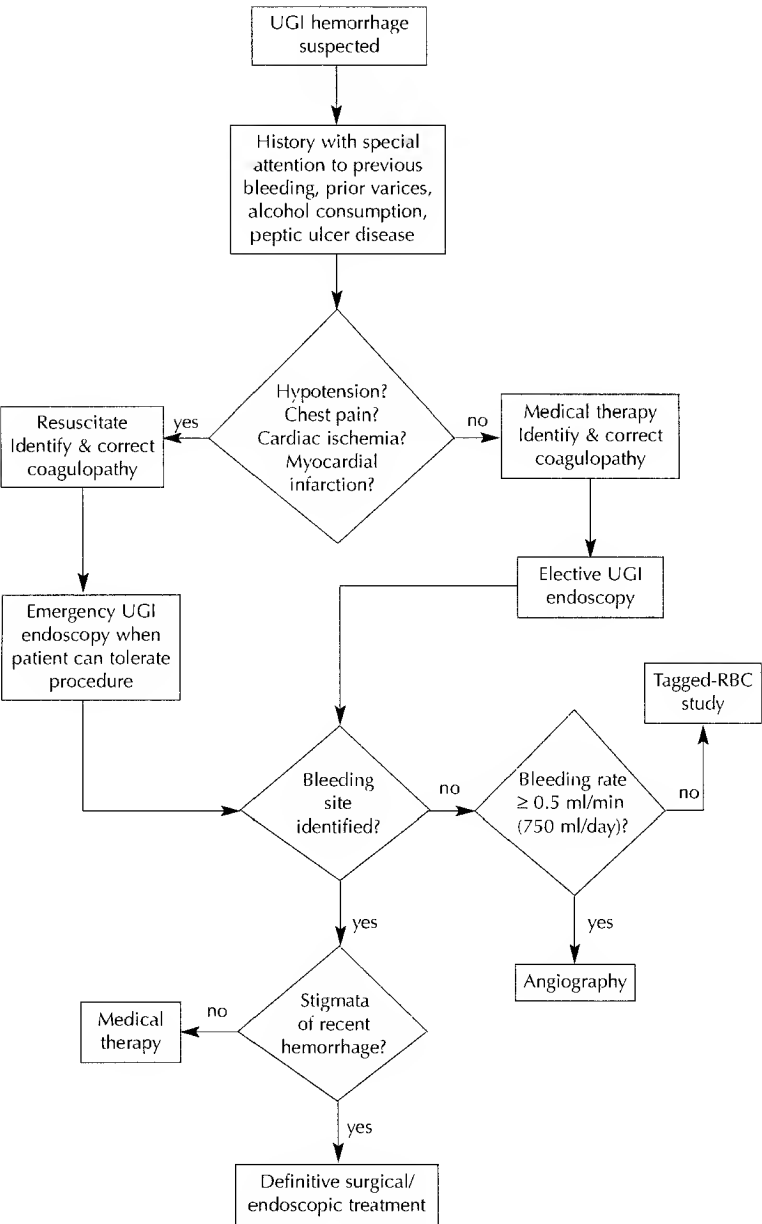 UGI hemorrhage
suspected
History with special
attention to previous
bleeding, prior varices,
alcohol consumption,
peptic ulcer disease
Hypotension?
Chest pain?
Cardiac ischemia?
Myocardial
infarction?
yes
no
Resuscitate
Identify & correct
coagulopathy
Medical therapy
Identify & correct
coagulopathy
Emergency UGI
endoscopy when
patient can tolerate
procedure
Elective UGI
endoscopy
Bleeding
site
identified?
no
Bleeding rate
≥ 0.5 ml/min
(750 ml/day)?
no
Tagged-RBC
study
yes
Angiography
yes
Stigmata
of recent
hemorrhage?
no
Medical
therapy
yes
Definitive surgical/
endoscopic treatment